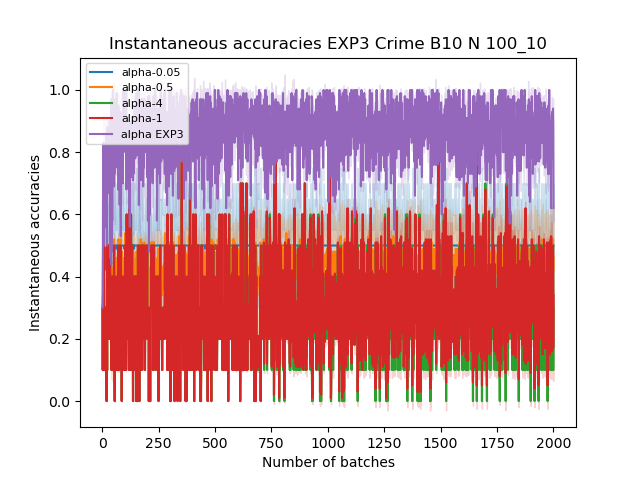 Instantaneous accuracies EXP3 Crime B10 N 100_10
alpha-0.05
alpha-0.5
alpha-4
alpha-1
alpha EXP3
1.0
0.8
0.6
0.4
0.2
0.0
Instantaneous accuracies
0 250 500 750 1000 1250 1500 1750 2000
Number of batches